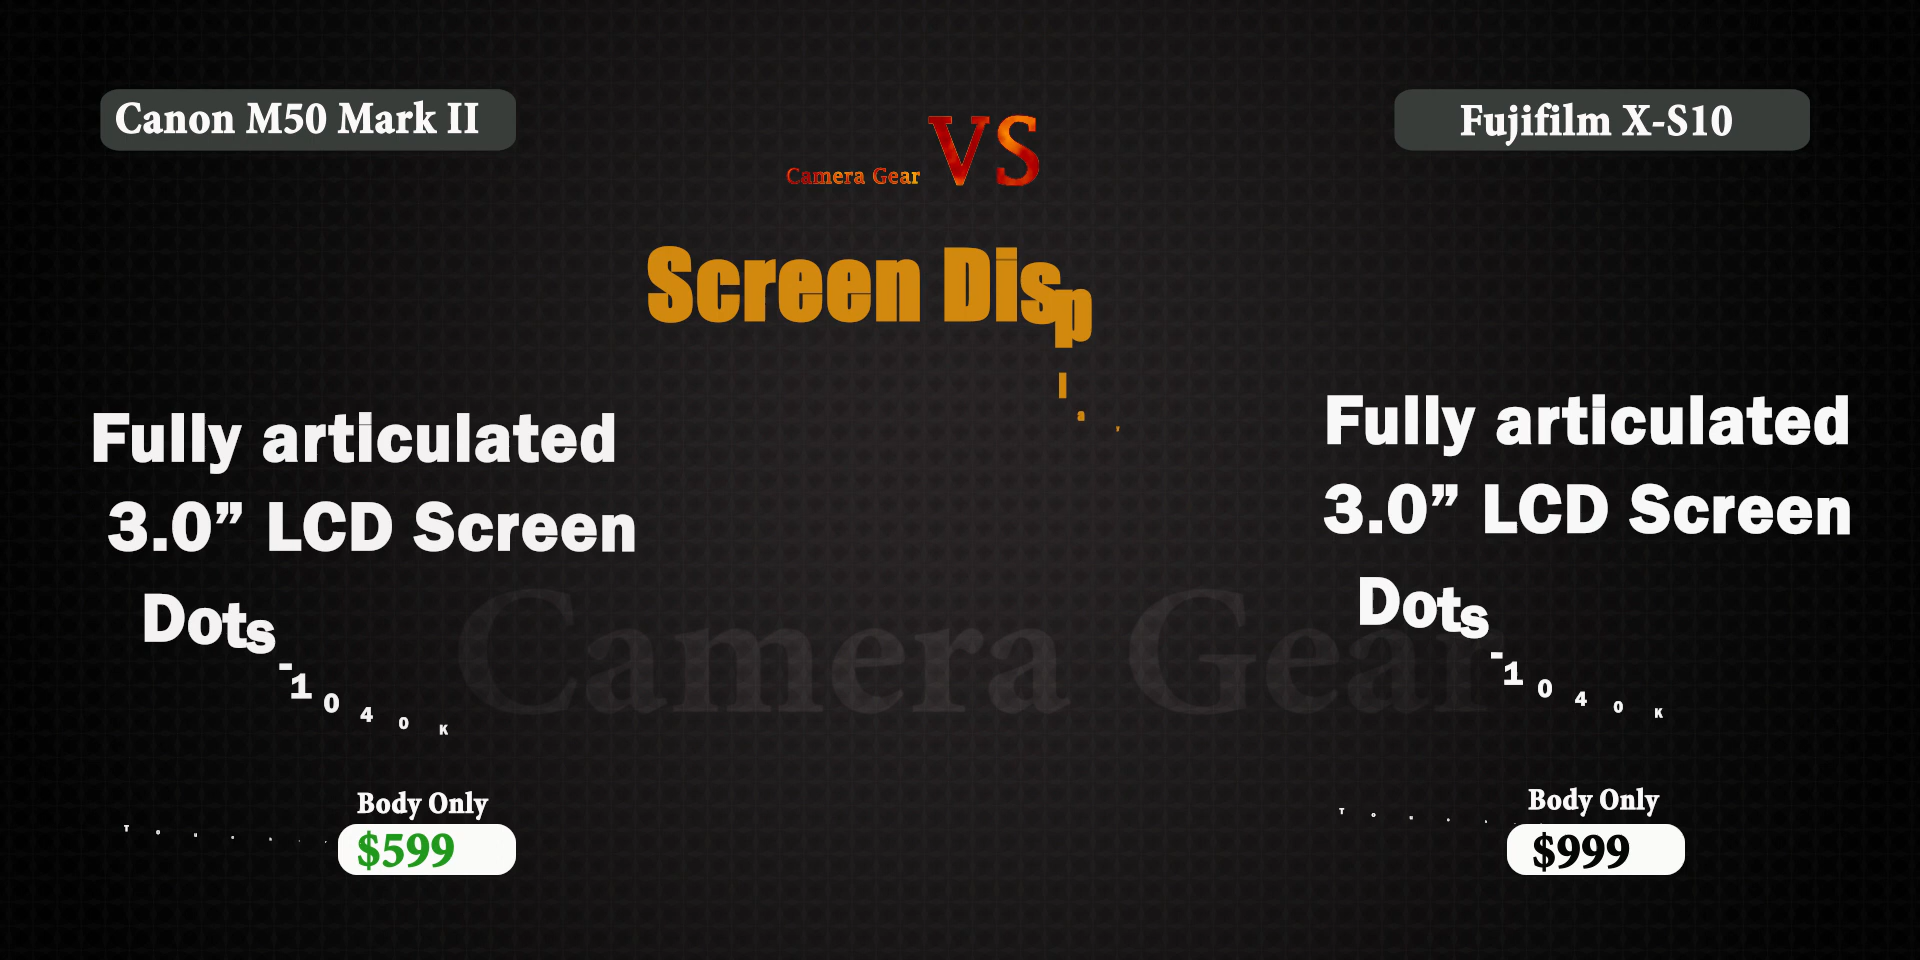 Canon M50 Mark II
Camera Gear VS
Fujifilm X-S10
Screen Display
Fully articulated
3.0” LCD Screen
Dots-1040K
Fully articulated
3.0” LCD Screen
Dots-1040K
Camera Gear
Body Only
$599
Body Only
$999